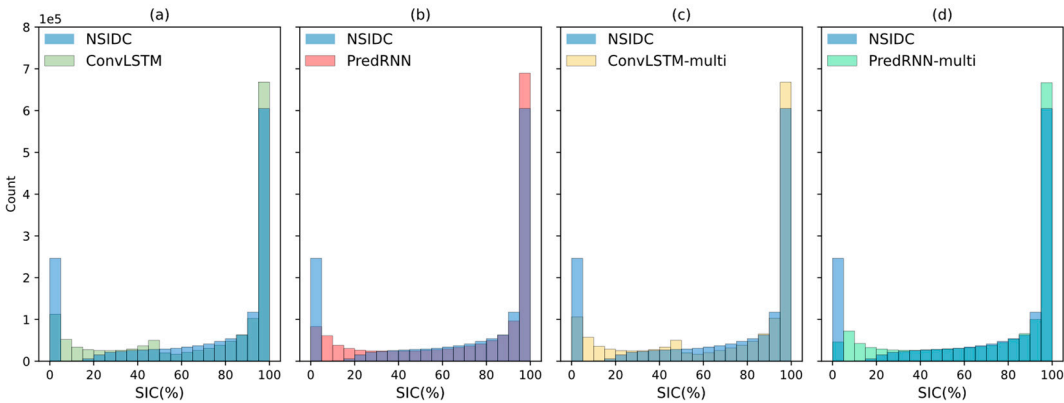 (a) (b) (c) (d)
1e5
8
7
6
5
4
3
2
1
0
Count
NSIDC
ConvLSTM
0 20 40 60 80 100
SIC(%)
NSIDC
PredRNN
0 20 40 60 80 100
SIC(%)
NSIDC
ConvLSTM-multi
0 20 40 60 80 100
SIC(%)
NSIDC
PredRNN-multi
0 20 40 60 80 100
SIC(%)